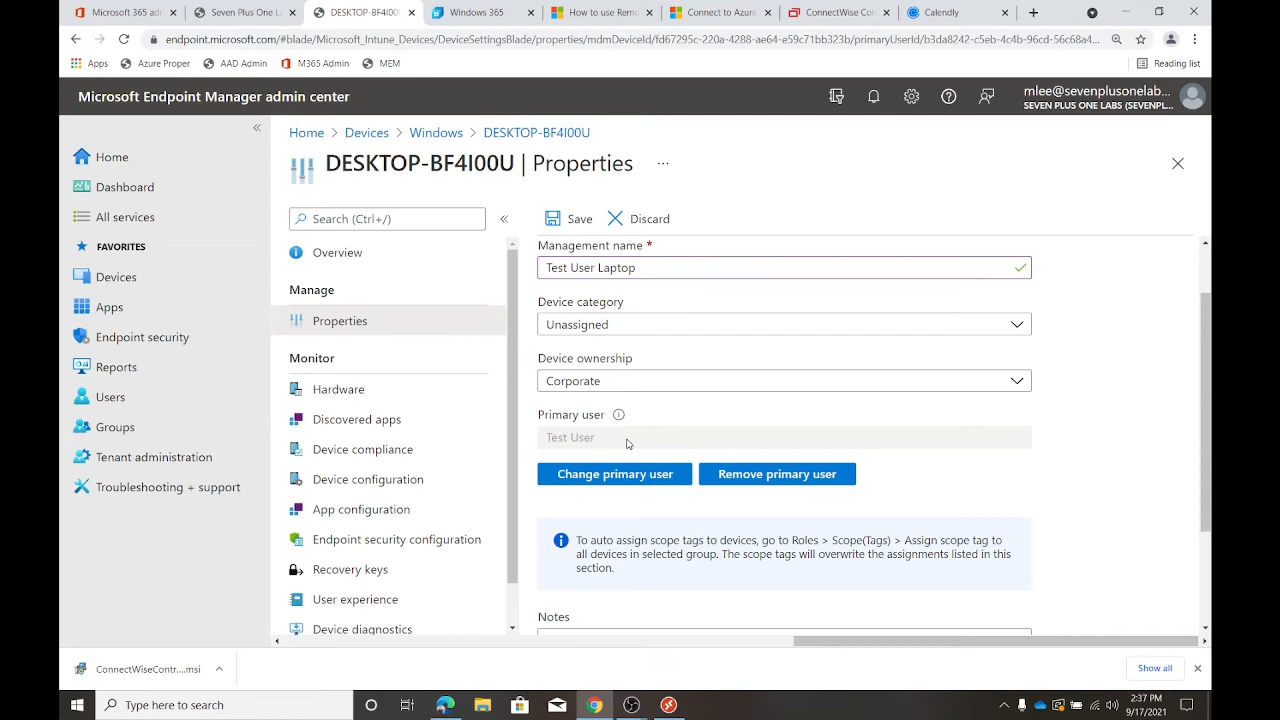 Microsoft 365 adm
Seven Plus One L
DESKTOP-BF4I00U
Windows 365
How to use Remo
Connect to Azure
ConnectWise Con
Calendly
endpoint.microsoft.com/#blade/Microsoft_Intune_Devices/DeviceSettingsBlade/properties/mdmDeviceId/fd67295c-220a-4288-ae64-e59c71bb323b/primaryUserId/b3da8242-c5eb-4c4b-96cd-56c68a4...
Apps
Azure Proper
AAD Admin
M365 Admin
MEM
Reading list
Microsoft Endpoint Manager admin center
mlee@sevenplusonelab...
SEVEN PLUS ONE LABS (SEVENPL...
Home
Dashboard
All services
FAVORITES
Devices
Apps
Endpoint security
Reports
Users
Groups
Tenant administration
Troubleshooting + support
Home > Devices > Windows > DESKTOP-BF4I00U
DESKTOP-BF4I00U | Properties ...
Search (Ctrl+/)
Overview
Manage
Properties
Monitor
Hardware
Discovered apps
Device compliance
Device configuration
App configuration
Endpoint security configuration
Recovery keys
User experience
Device diagnostics
Save
Discard
Management name *
Test User Laptop
Device category
Unassigned
Device ownership
Corporate
Primary user
Test User
Change primary user
Remove primary user
To auto assign scope tags to devices, go to Roles > Scope(Tags) > Assign scope tag to
all devices in selected group. The scope tags will overwrite the assignments listed in this
section.
Notes
ConnectWiseContr....msi
Show all
Type here to search
2:37 PM
9/17/2021